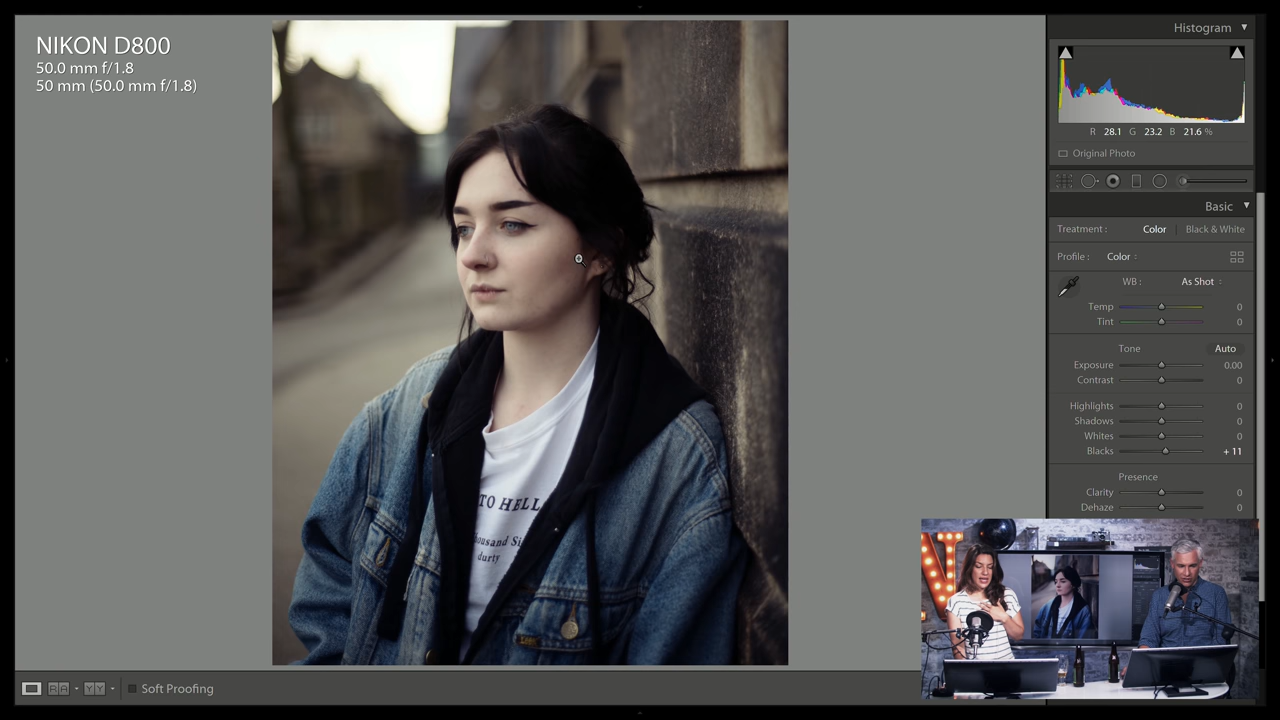 NIKON D800
50.0 mm f/1.8
50 mm (50.0 mm f/1.8)
TO HELL
housand Si
durty
Histogram
R 28.1 G 23.2 B 21.6 %
Original Photo
Basic
Treatment : Color Black & White
Profile : Color
WB : As Shot
Temp 0
Tint 0
Tone Auto
Exposure 0.00
Contrast 0
Highlights 0
Shadows 0
Whites 0
Blacks + 11
Presence
Clarity 0
Dehaze 0
V
R A Y Y Soft Proofing